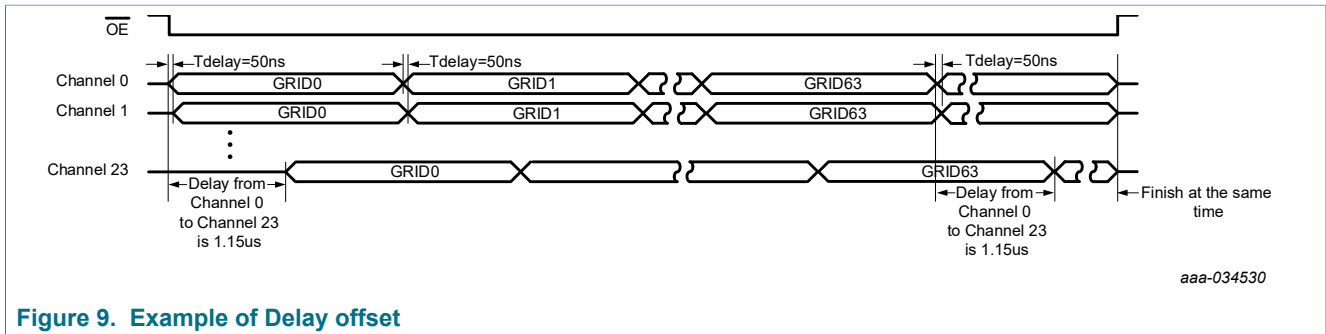 OE
Tdelay=50ns Tdelay=50ns Tdelay=50ns
Channel 0 GRID0 GRID1 GRID63
Channel 1 GRID0 GRID1 GRID63
Channel 23 GRID0 GRID63
Delay from
Channel 0
to Channel 23
is 1.15us
Delay from
Channel 0
to Channel 23
is 1.15us
Finish at the same
time
aaa-034530
Figure 9. Example of Delay offset